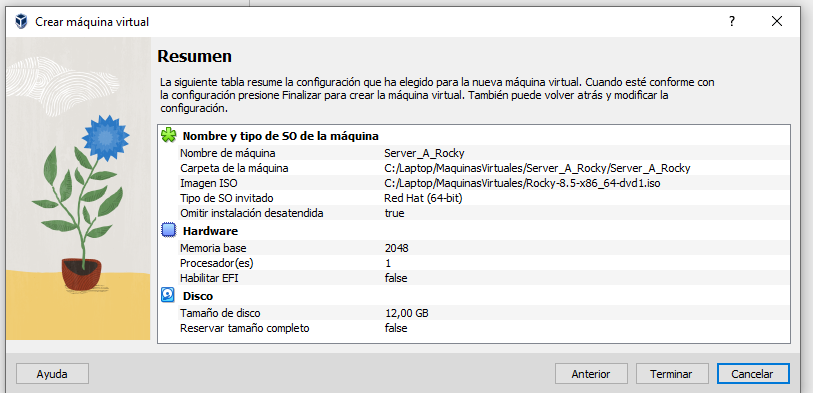 Crear máquina virtual
?
Resumen
La siguiente tabla resume la configuración que ha elegido para la nueva máquina virtual. Cuando esté conforme con
la configuración presione Finalizar para crear la máquina virtual. También puede volver atrás y modificar la
configuración.
Nombre y tipo de SO de la máquina
Nombre de máquina Server_A_Rocky
Carpeta de la máquina C:/Laptop/MaquinasVirtuales/Server_A_Rocky/Server_A_Rocky
Imagen ISO C:/Laptop/MaquinasVirtuales/Rocky-8.5-x86_64-dvd1.iso
Tipo de SO invitado Red Hat (64-bit)
Omitir instalación desatendida true
Hardware
Memoria base 2048
Procesador(es) 1
Habilitar EFI false
Disco
Tamaño de disco 12,00 GB
Reservar tamaño completo false
Ayuda Anterior Terminar Cancelar